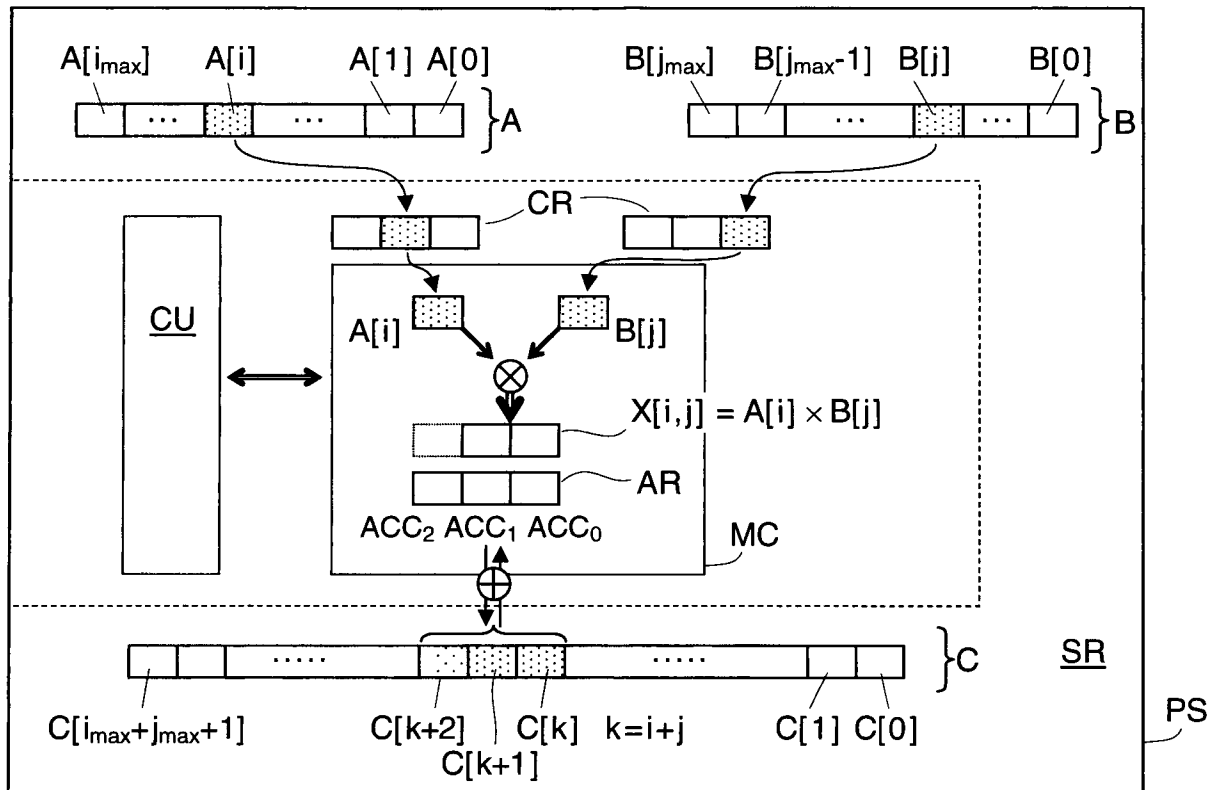 A[imax] A[i] A[1] A[0] B[jmax] B[jmax-1] B[j] B[0]
... ... A ... ... B
CR
CU
A[i] B[j]
X[i,j] = A[i] × B[j]
AR
ACC2 ACC1 ACC0
MC
..... ..... C
SR
C[imax+jmax+1] C[k+2] C[k] k=i+j C[1] C[0]
C[k+1]
PS